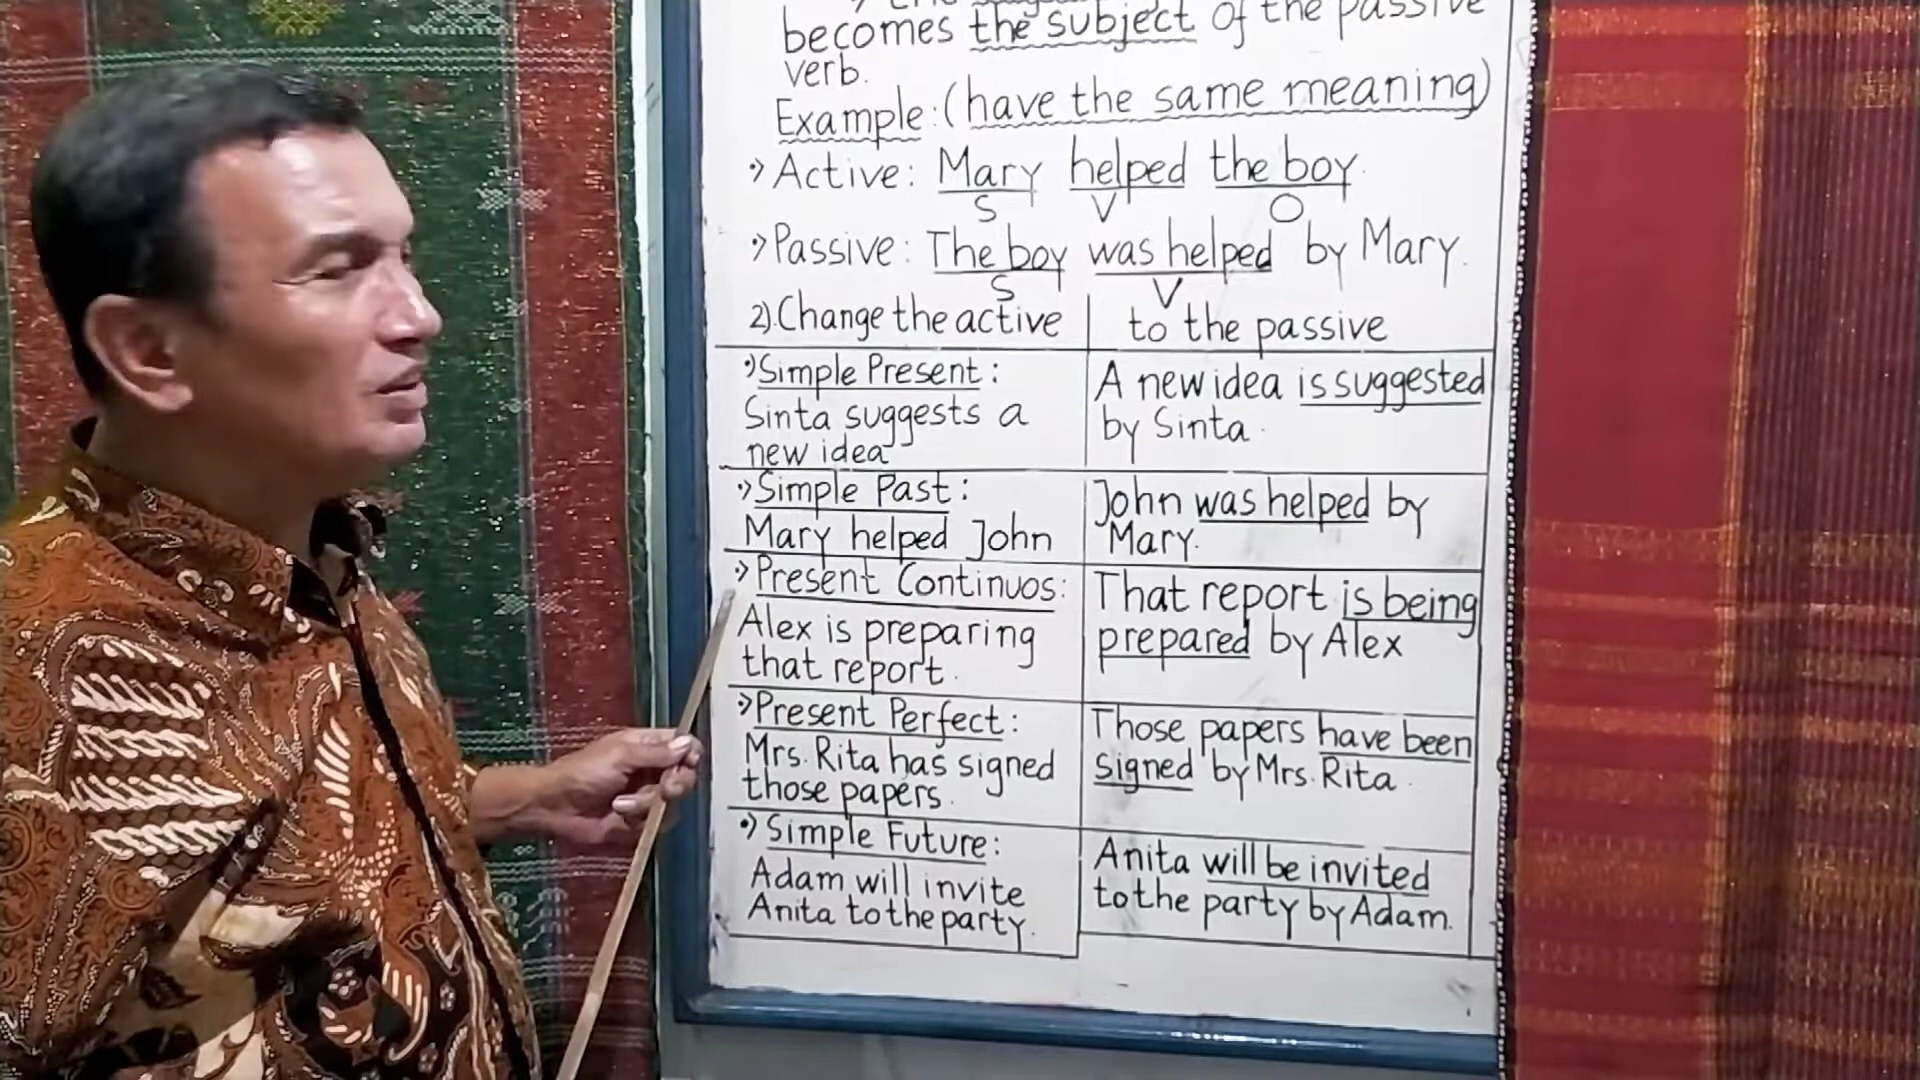 becomes the subject of the passive
verb.
Example: (have the same meaning)
Active: Mary helped the boy.
S V O
Passive: The boy was helped by Mary.
S V
2). Change the active to the passive
Simple Present:
Sinta suggests a
new idea
A new idea is suggested
by Sinta.
Simple Past:
Mary helped John
John was helped by
Mary.
Present Continuos:
Alex is preparing
that report.
That report is being
prepared by Alex
Present Perfect:
Mrs. Rita has signed
those papers.
Those papers have been
signed by Mrs. Rita.
Simple Future:
Adam will invite
Anita to the party.
Anita will be invited
to the party by Adam.